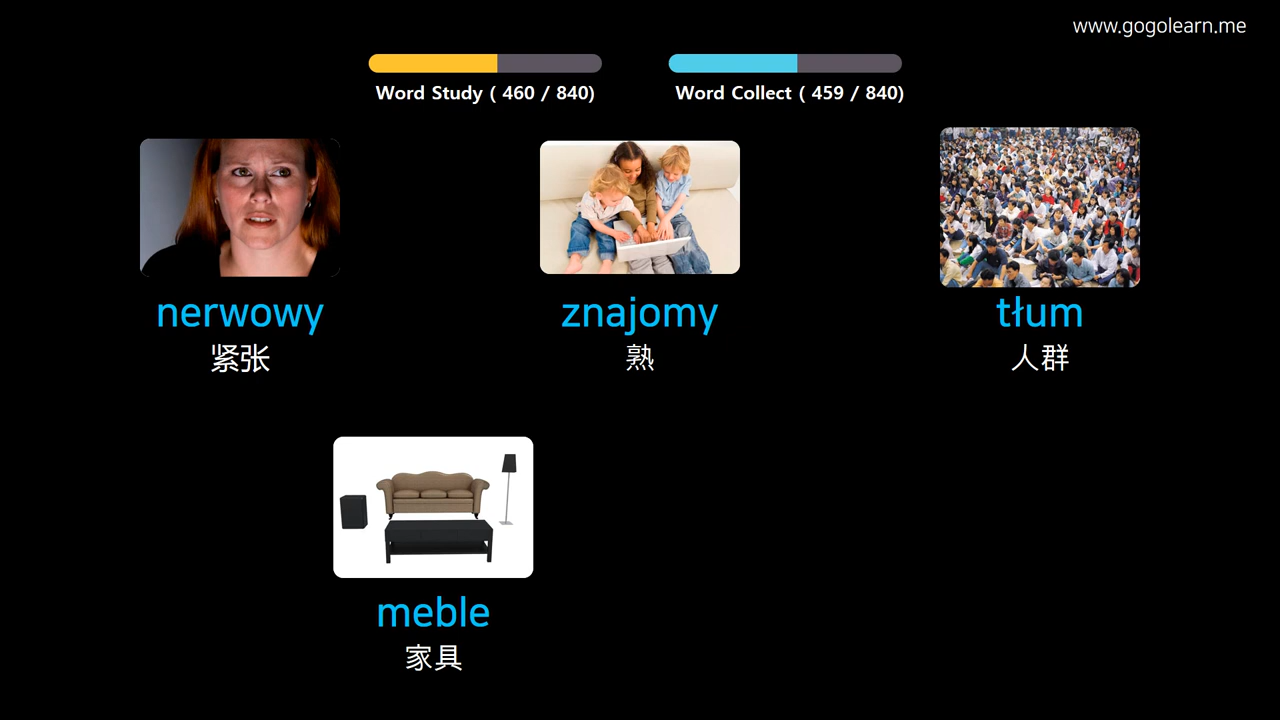 www.gogolearn.me
Word Study ( 460 / 840)
Word Collect ( 459 / 840)
nerwowy
紧张
znajomy
熟
tłum
人群
meble
家具